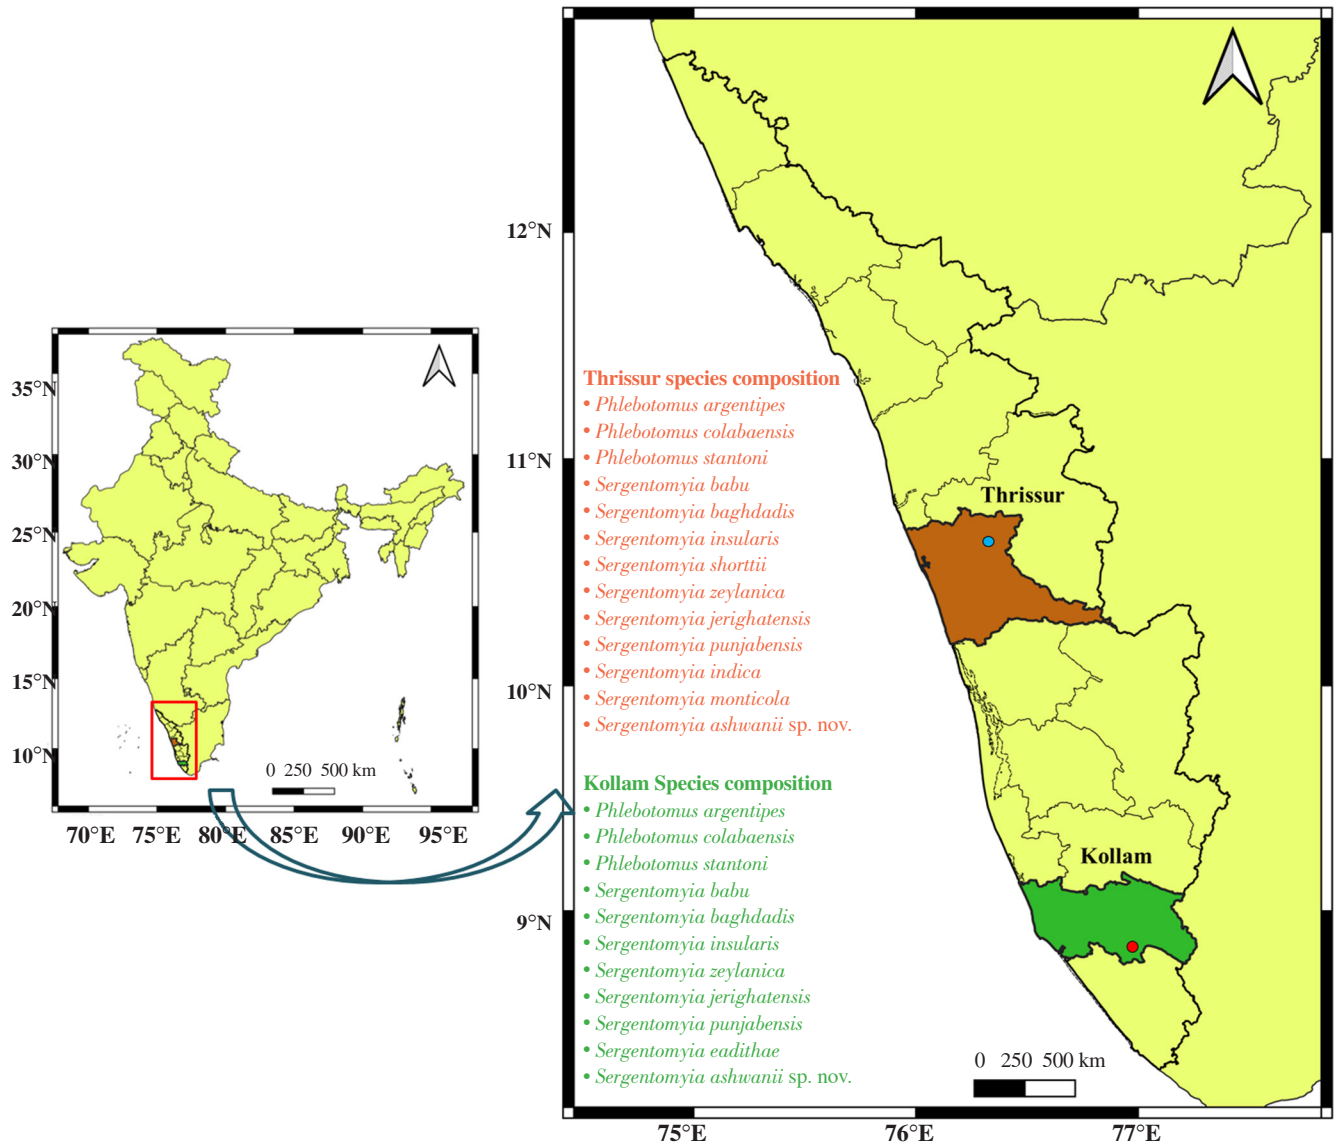 35°N
30°N
25°N
20°N
15°N
10°N
0 250 500 km
70°E 75°E 80°E 85°E 90°E 95°E
12°N
11°N
10°N
9°N
Thrissur species composition
• Phlebotomus argentipes
• Phlebotomus colabaensis
• Phlebotomus stantoni
• Sergentomyia babu
• Sergentomyia baghdadis
• Sergentomyia insularis
• Sergentomyia shorttii
• Sergentomyia zeylanica
• Sergentomyia jerighatensis
• Sergentomyia punjabensis
• Sergentomyia indica
• Sergentomyia monticola
• Sergentomyia ashwanii sp. nov.
Kollam Species composition
• Phlebotomus argentipes
• Phlebotomus colabaensis
• Phlebotomus stantoni
• Sergentomyia babu
• Sergentomyia baghdadis
• Sergentomyia insularis
• Sergentomyia zeylanica
• Sergentomyia jerighatensis
• Sergentomyia punjabensis
• Sergentomyia eadithae
• Sergentomyia ashwanii sp. nov.
Thrissur
Kollam
0 250 500 km
75°E 76°E 77°E